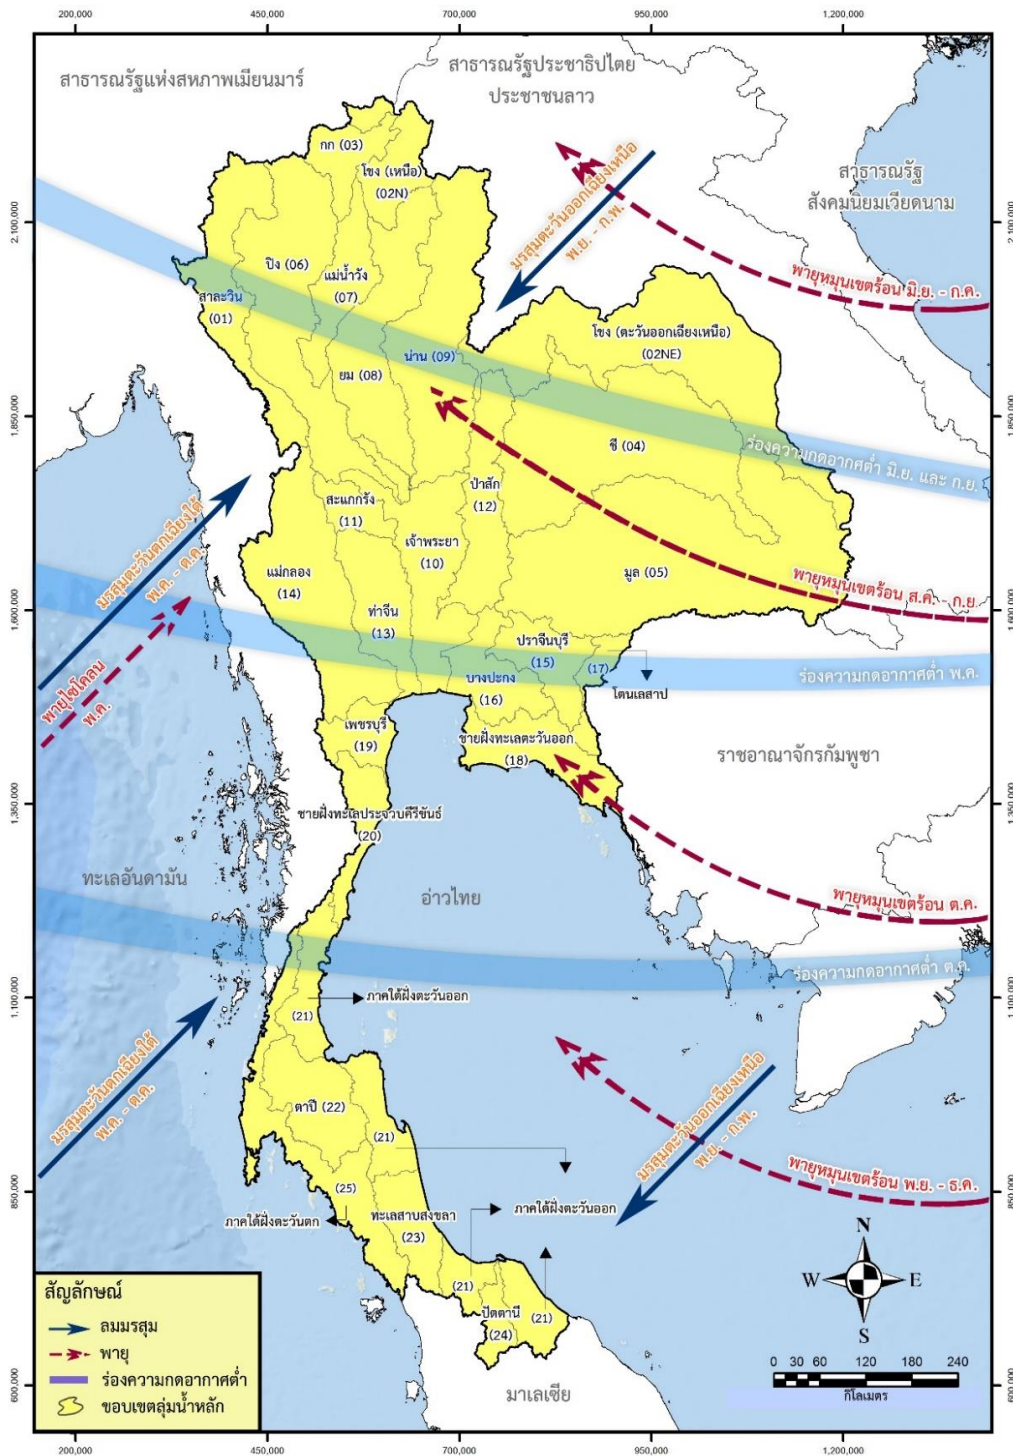 200,000 450,000 700,000 950,000 1,200,000
สาธารณรัฐแห่งสหภาพเมียนมาร์
สาธารณรัฐประชาธิปไตย
ประชาชนลาว
สาธารณรัฐ
สังคมนิยมเวียดนาม
กก (03)
โขง (เหนือ)
(02N)
มรสุมตะวันออกเฉียงเหนือ
พ.ย. - ก.พ.
2,100,000
2,100,000
ปิง (06)
แม่น้ำวัง
(07)
สาละวิน
(01)
พายุหมุนเขตร้อน มิ.ย. - ก.ค.
โขง (ตะวันออกเฉียงเหนือ)
(02NE)
น่าน (09)
ยม (08)
1,850,000
1,850,000
ชี (04)
ร่องความกดอากาศต่ำ มิ.ย. และ ก.ย.
ป่าสัก
(12)
สะแกกรัง
(11)
เจ้าพระยา
(10)
มรสุมตะวันตกเฉียงใต้
พ.ค. - ต.ค.
แม่กลอง
(14)
มูล (05)
พายุหมุนเขตร้อน ส.ค. - ก.ย.
1,600,000
1,600,000
ท่าจีน
(13)
ปราจีนบุรี
(15)
(17)
บางปะกง
(16)
โตนเลสาป
ร่องความกดอากาศต่ำ พ.ค.
พายุไซโคลน
พ.ค.
เพชรบุรี
(19)
ชายฝั่งทะเลตะวันออก
(18)
ราชอาณาจักรกัมพูชา
1,350,000
1,350,000
ชายฝั่งทะเลประจวบคีรีขันธ์
(20)
ทะเลอันดามัน
อ่าวไทย
พายุหมุนเขตร้อน ต.ค.
ร่องความกดอากาศต่ำ ต.ค.
1,100,000
1,100,000
ภาคใต้ฝั่งตะวันออก
(21)
มรสุมตะวันตกเฉียงใต้
พ.ค. - ต.ค.
มรสุมตะวันออกเฉียงเหนือ
พ.ย. - ก.พ.
ตาปี (22)
(21)
พายุหมุนเขตร้อน พ.ย. - ธ.ค.
850,000
850,000
(25)
ภาคใต้ฝั่งตะวันตก
ทะเลสาบสงขลา
(23)
ภาคใต้ฝั่งตะวันออก
(21)
ปัตตานี
(24)
(21)
N
W E
S
สัญลักษณ์
ลมมรสุม
พายุ
ร่องความกดอากาศต่ำ
ขอบเขตลุ่มน้ำหลัก
มาเลเซีย
0 30 60 120 180 240
กิโลเมตร
600,000
600,000
200,000 450,000 700,000 950,000 1,200,000